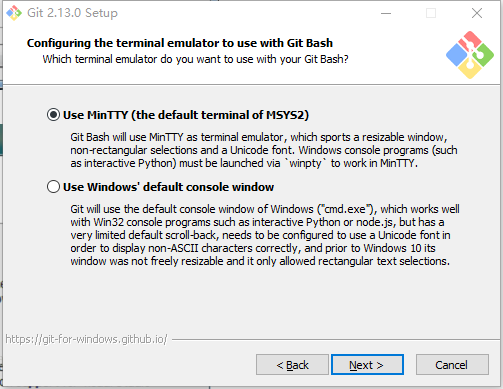 Git 2.13.0 Setup
Configuring the terminal emulator to use with Git Bash
Which terminal emulator do you want to use with your Git Bash?
Use MinTTY (the default terminal of MSYS2)
Git Bash will use MinTTY as terminal emulator, which sports a resizable window,
non-rectangular selections and a Unicode font. Windows console programs (such
as interactive Python) must be launched via `winpty` to work in MinTTY.
Use Windows' default console window
Git will use the default console window of Windows ("cmd.exe"), which works well
with Win32 console programs such as interactive Python or node.js, but has a
very limited default scroll-back, needs to be configured to use a Unicode font in
order to display non-ASCII characters correctly, and prior to Windows 10 its
window was not freely resizable and it only allowed rectangular text selections.
https://git-for-windows.github.io/
< Back
Next >
Cancel